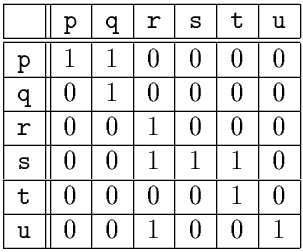 p q r s t u
p 1 1 0 0 0 0
q 0 1 0 0 0 0
r 0 0 1 0 0 0
s 0 0 1 1 1 0
t 0 0 0 0 1 0
u 0 0 1 0 0 1